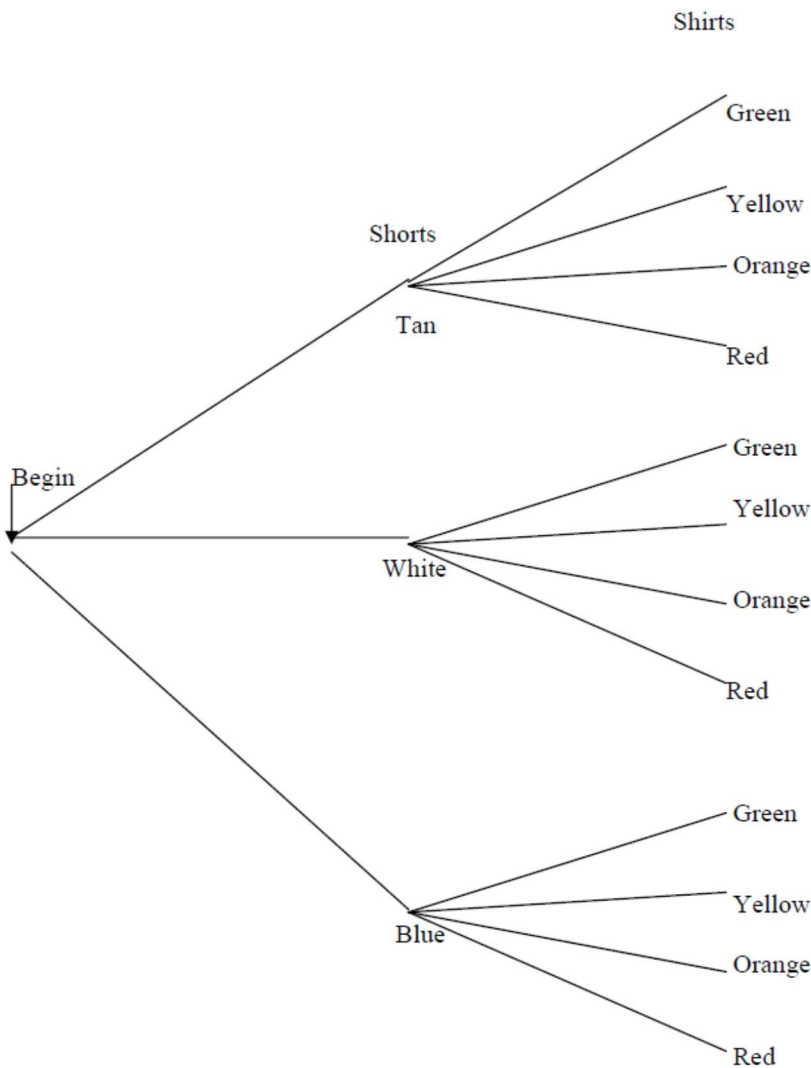 Shirts
Green
Yellow
Shorts
Orange
Tan
Red
Green
Begin
Yellow
White
Orange
Red
Green
Yellow
Blue
Orange
Red